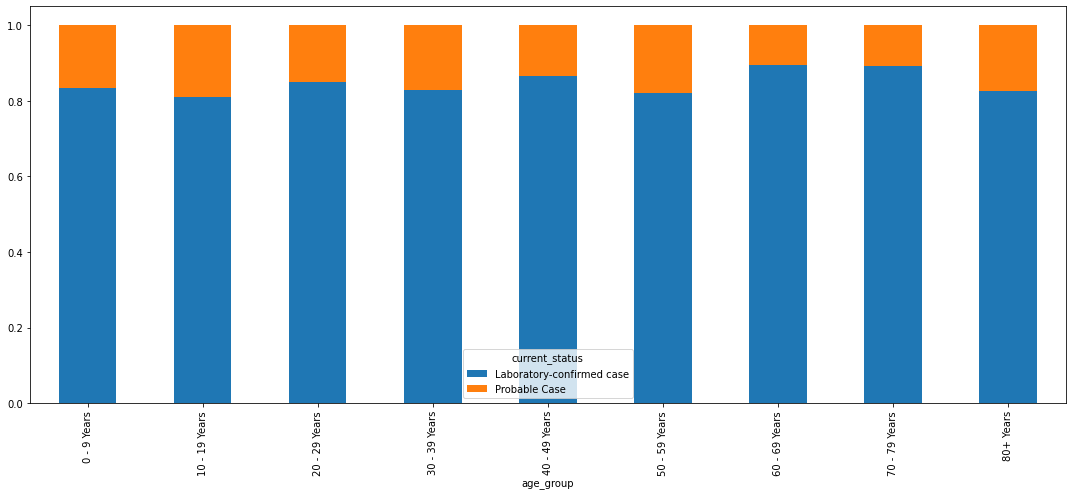 1.0
0.8
0.6
0.4
0.2
0.0
current_status
Laboratory-confirmed case
Probable Case
0 - 9 Years
10 - 19 Years
20 - 29 Years
30 - 39 Years
40 - 49 Years
50 - 59 Years
60 - 69 Years
70 - 79 Years
80+ Years
age_group